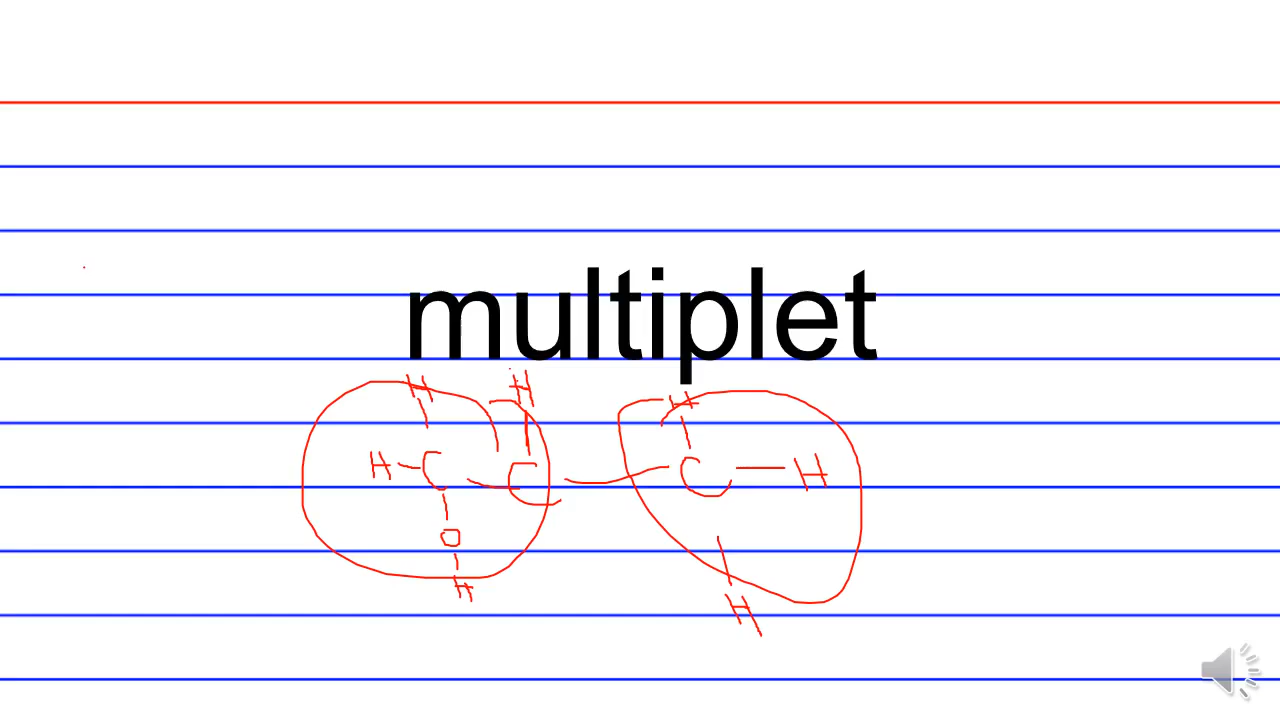 multiplet
H H H
H C C C H
O
H H